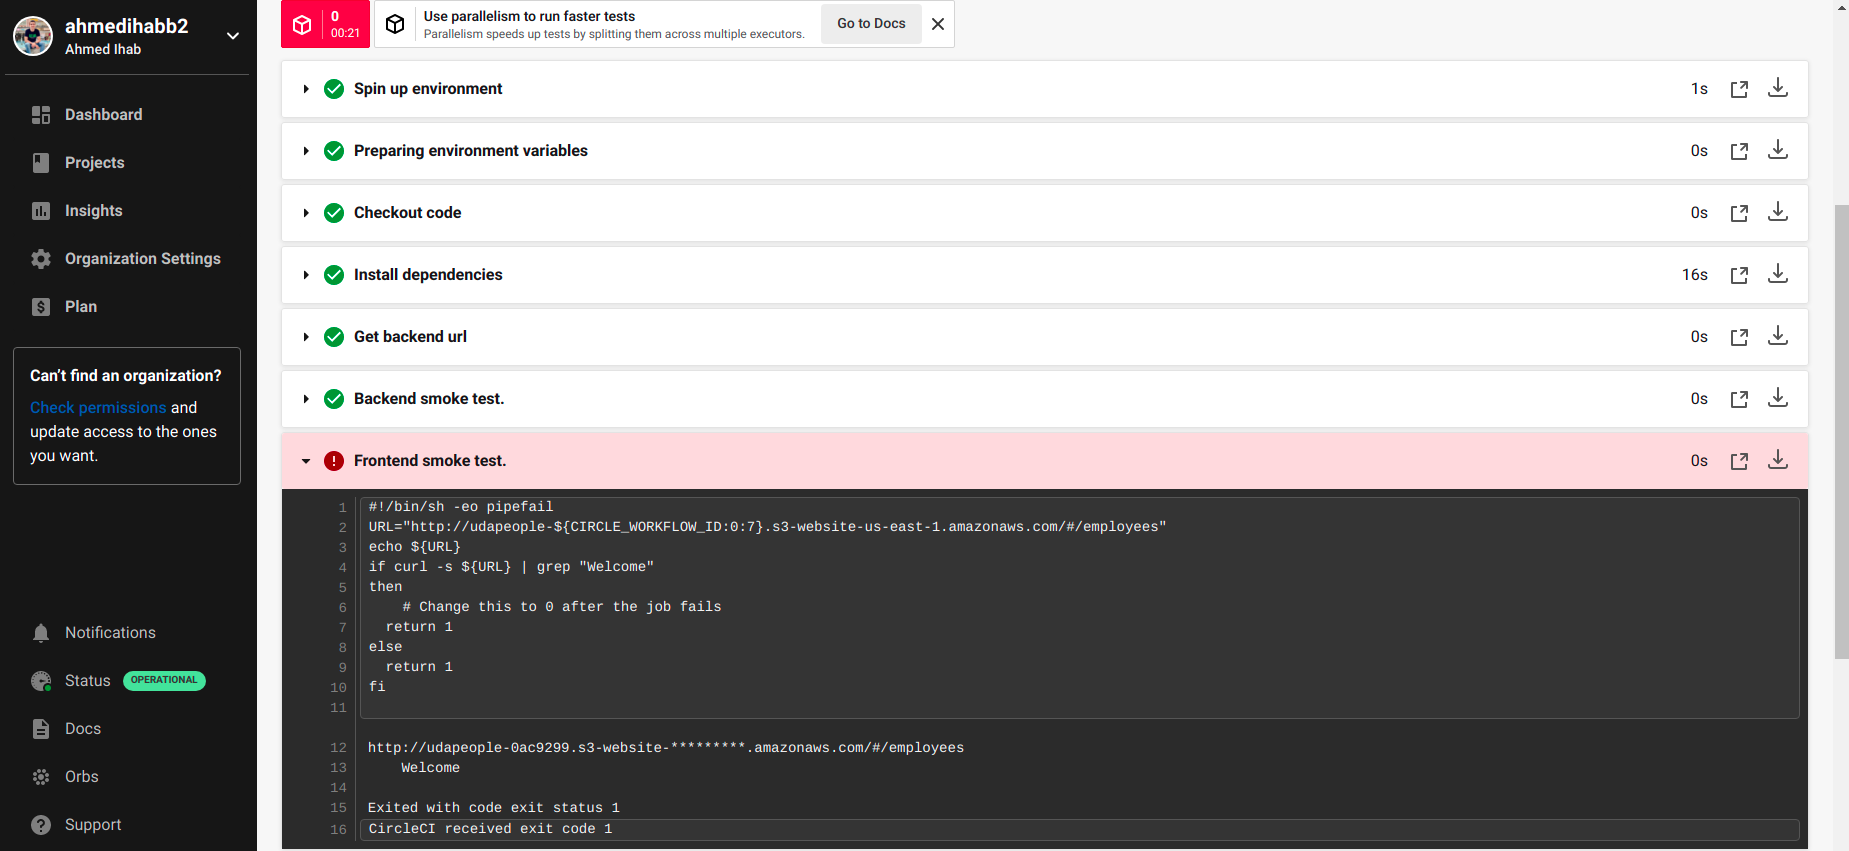 ahmedihabb2
Ahmed Ihab
Dashboard
Projects
Insights
Organization Settings
Plan
Can't find an organization?
Check permissions and
update access to the ones
you want.
Notifications
Status OPERATIONAL
Docs
Orbs
Support
0
00:21
Use parallelism to run faster tests
Parallelism speeds up tests by splitting them across multiple executors.
Go to Docs
Spin up environment 1s
Preparing environment variables 0s
Checkout code 0s
Install dependencies 16s
Get backend url 0s
Backend smoke test. 0s
Frontend smoke test. 0s
1 #!/bin/sh -eo pipefail
2 URL="http://udapeople-${CIRCLE_WORKFLOW_ID:0:7}.s3-website-us-east-1.amazonaws.com/#/employees"
3 echo ${URL}
4 if curl -s ${URL} | grep "Welcome"
5 then
6     # Change this to 0 after the job fails
7   return 1
8 else
9   return 1
10 fi
11
12 http://udapeople-0ac9299.s3-website-*********.amazonaws.com/#/employees
13     Welcome
14
15 Exited with code exit status 1
16 CircleCI received exit code 1